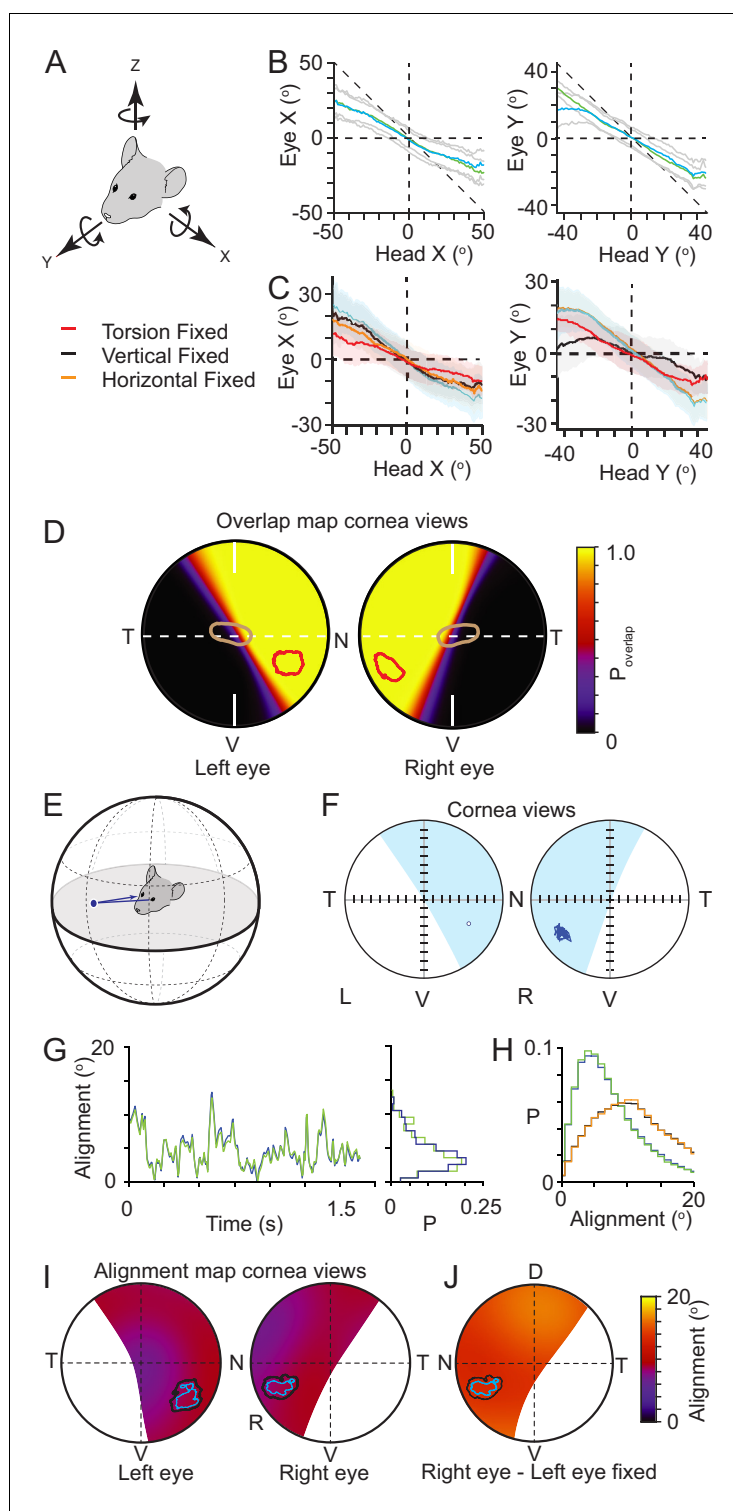 A
Z
Y
X
B
50
0
-50
Eye X (°)
-50
0
50
Head X (°)
40
0
-40
Eye Y (°)
-40
0
40
Head Y (°)
Torsion Fixed
Vertical Fixed
Horizontal Fixed
C
30
0
-30
Eye X (°)
-50
0
50
Head X (°)
30
0
-30
Eye Y (°)
-40
0
40
Head Y (°)
D
Overlap map cornea views
T
N
T
V
V
Left eye
Right eye
1.0
P overlap
0
E
F
Cornea views
T
N
T
L
V
R
V
G
20
Alignment (°)
0
0
Time (s)
1.5
0
P
0.25
H
0.1
P
0
0
20
Alignment (°)
I
Alignment map cornea views
T
N
T
R
V
V
Left eye
Right eye
J
D
N
T
V
Right eye - Left eye fixed
20
Alignment (°)
0